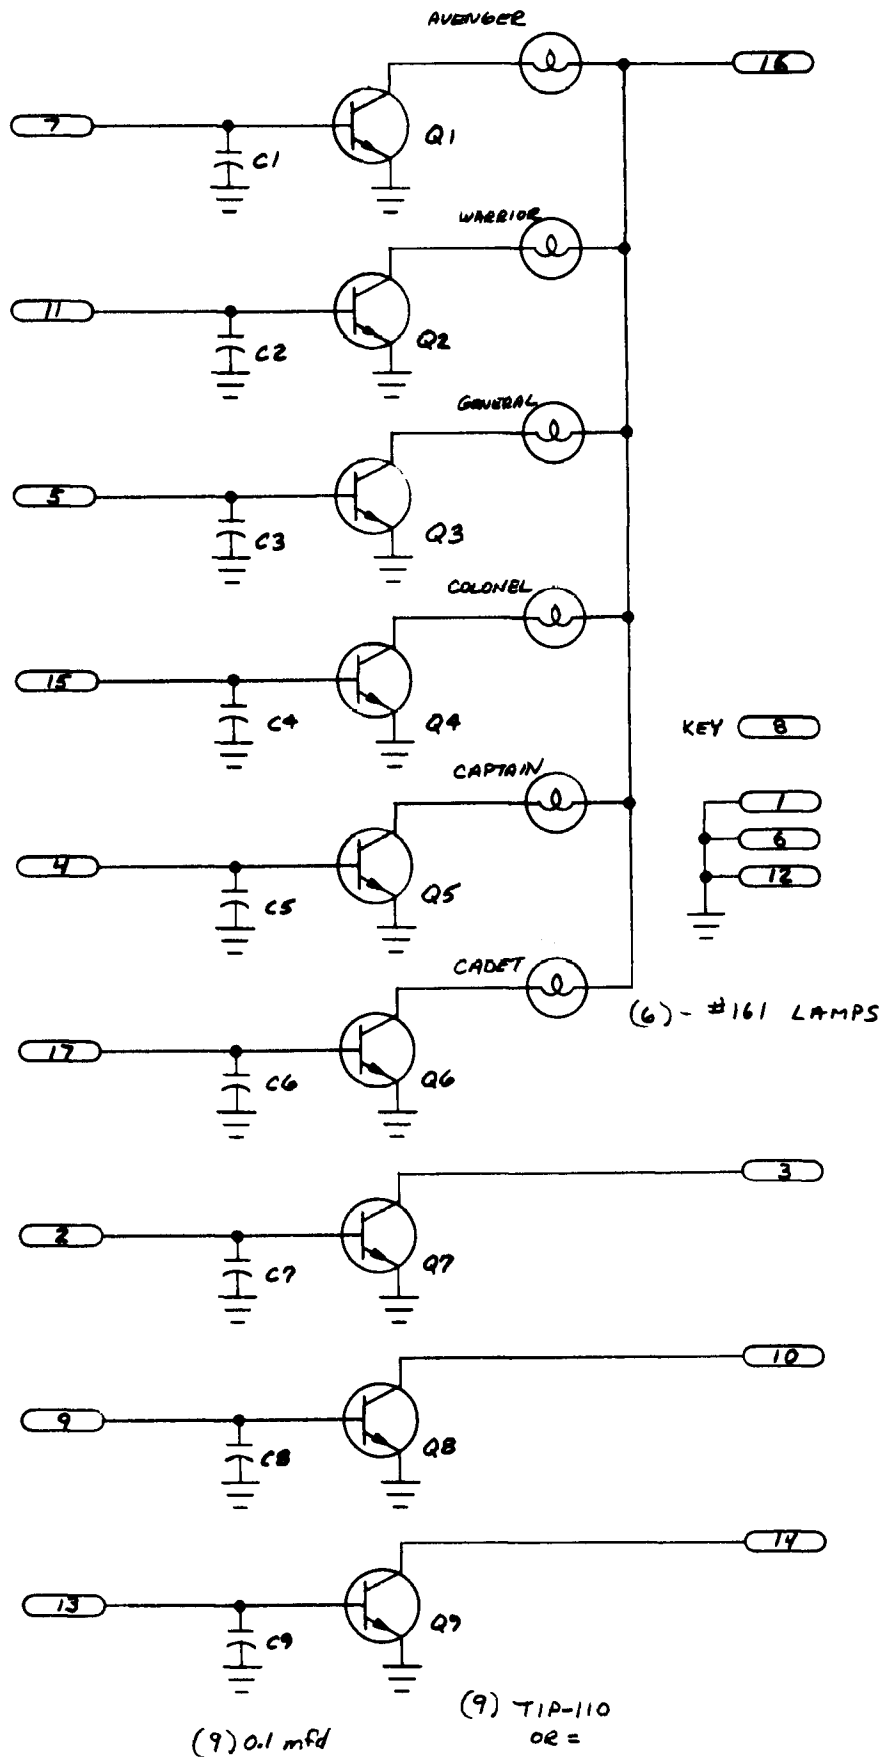 AVENGER
16
7
Q1
C1
WARRIOR
11
Q2
C2
GENERAL
5
Q3
C3
COLONEL
15
Q4
C4
KEY 8
CAPTAIN
1
6
4
12
Q5
C5
CADET
(6) - #161 LAMPS
17
Q6
C6
3
2
Q7
C7
10
9
Q8
C8
14
13
Q9
C9
(9) TIP-110
OR =
(9) 0.1 mfd